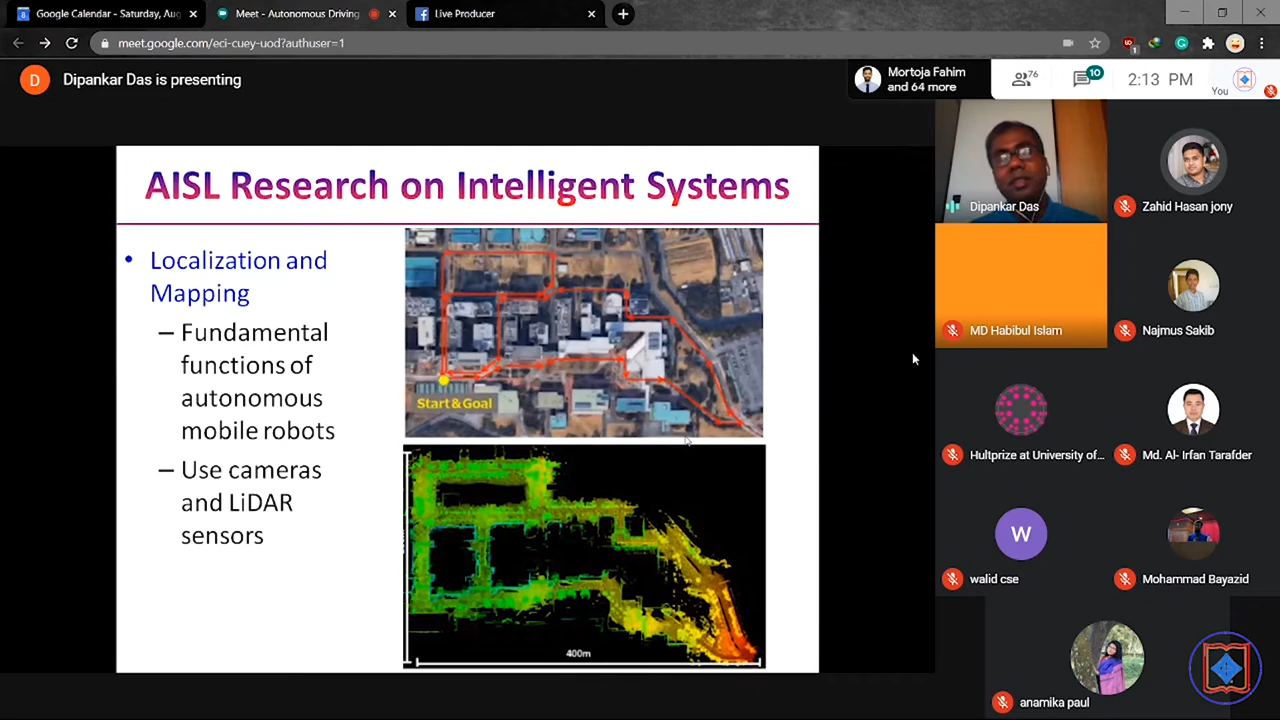 Google Calendar - Saturday, Aug
Meet - Autonomous Driving
Live Producer
meet.google.com/eci-cuey-uod?authuser=1
D
Dipankar Das is presenting
Mortoja Fahim
and 64 more
76
10
2:13 PM
You
AISL Research on Intelligent Systems
• Localization and
Mapping
– Fundamental
functions of
autonomous
mobile robots
– Use cameras
and LiDAR
sensors
Start & Goal
400m
Dipankar Das
Zahid Hasan jony
MD Habibul Islam
Najmus Sakib
Hultprize at University of...
Md. Al- Irfan Tarafder
W
walid cse
Mohammad Bayazid
anamika paul